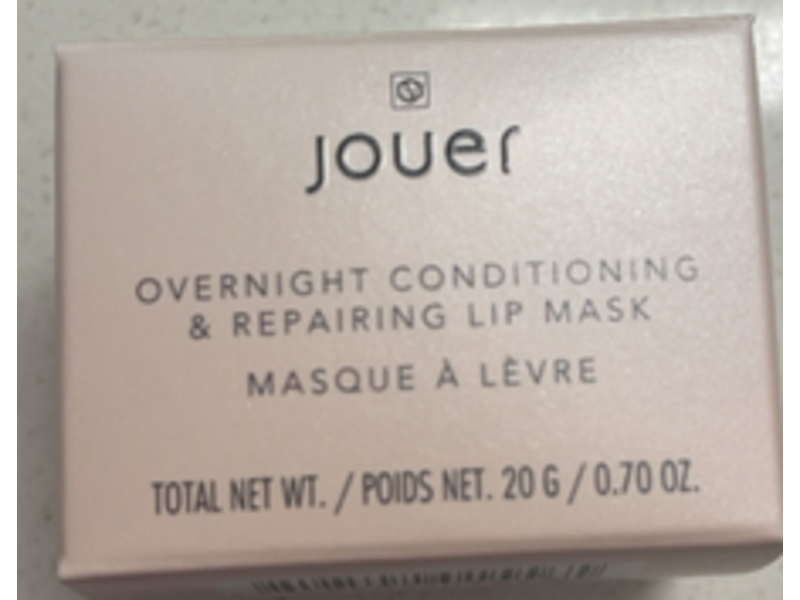 jouer
OVERNIGHT CONDITIONING
& REPAIRING LIP MASK
MASQUE À LÈVRE
TOTAL NET WT. / POIDS NET. 20 G / 0.70 OZ.